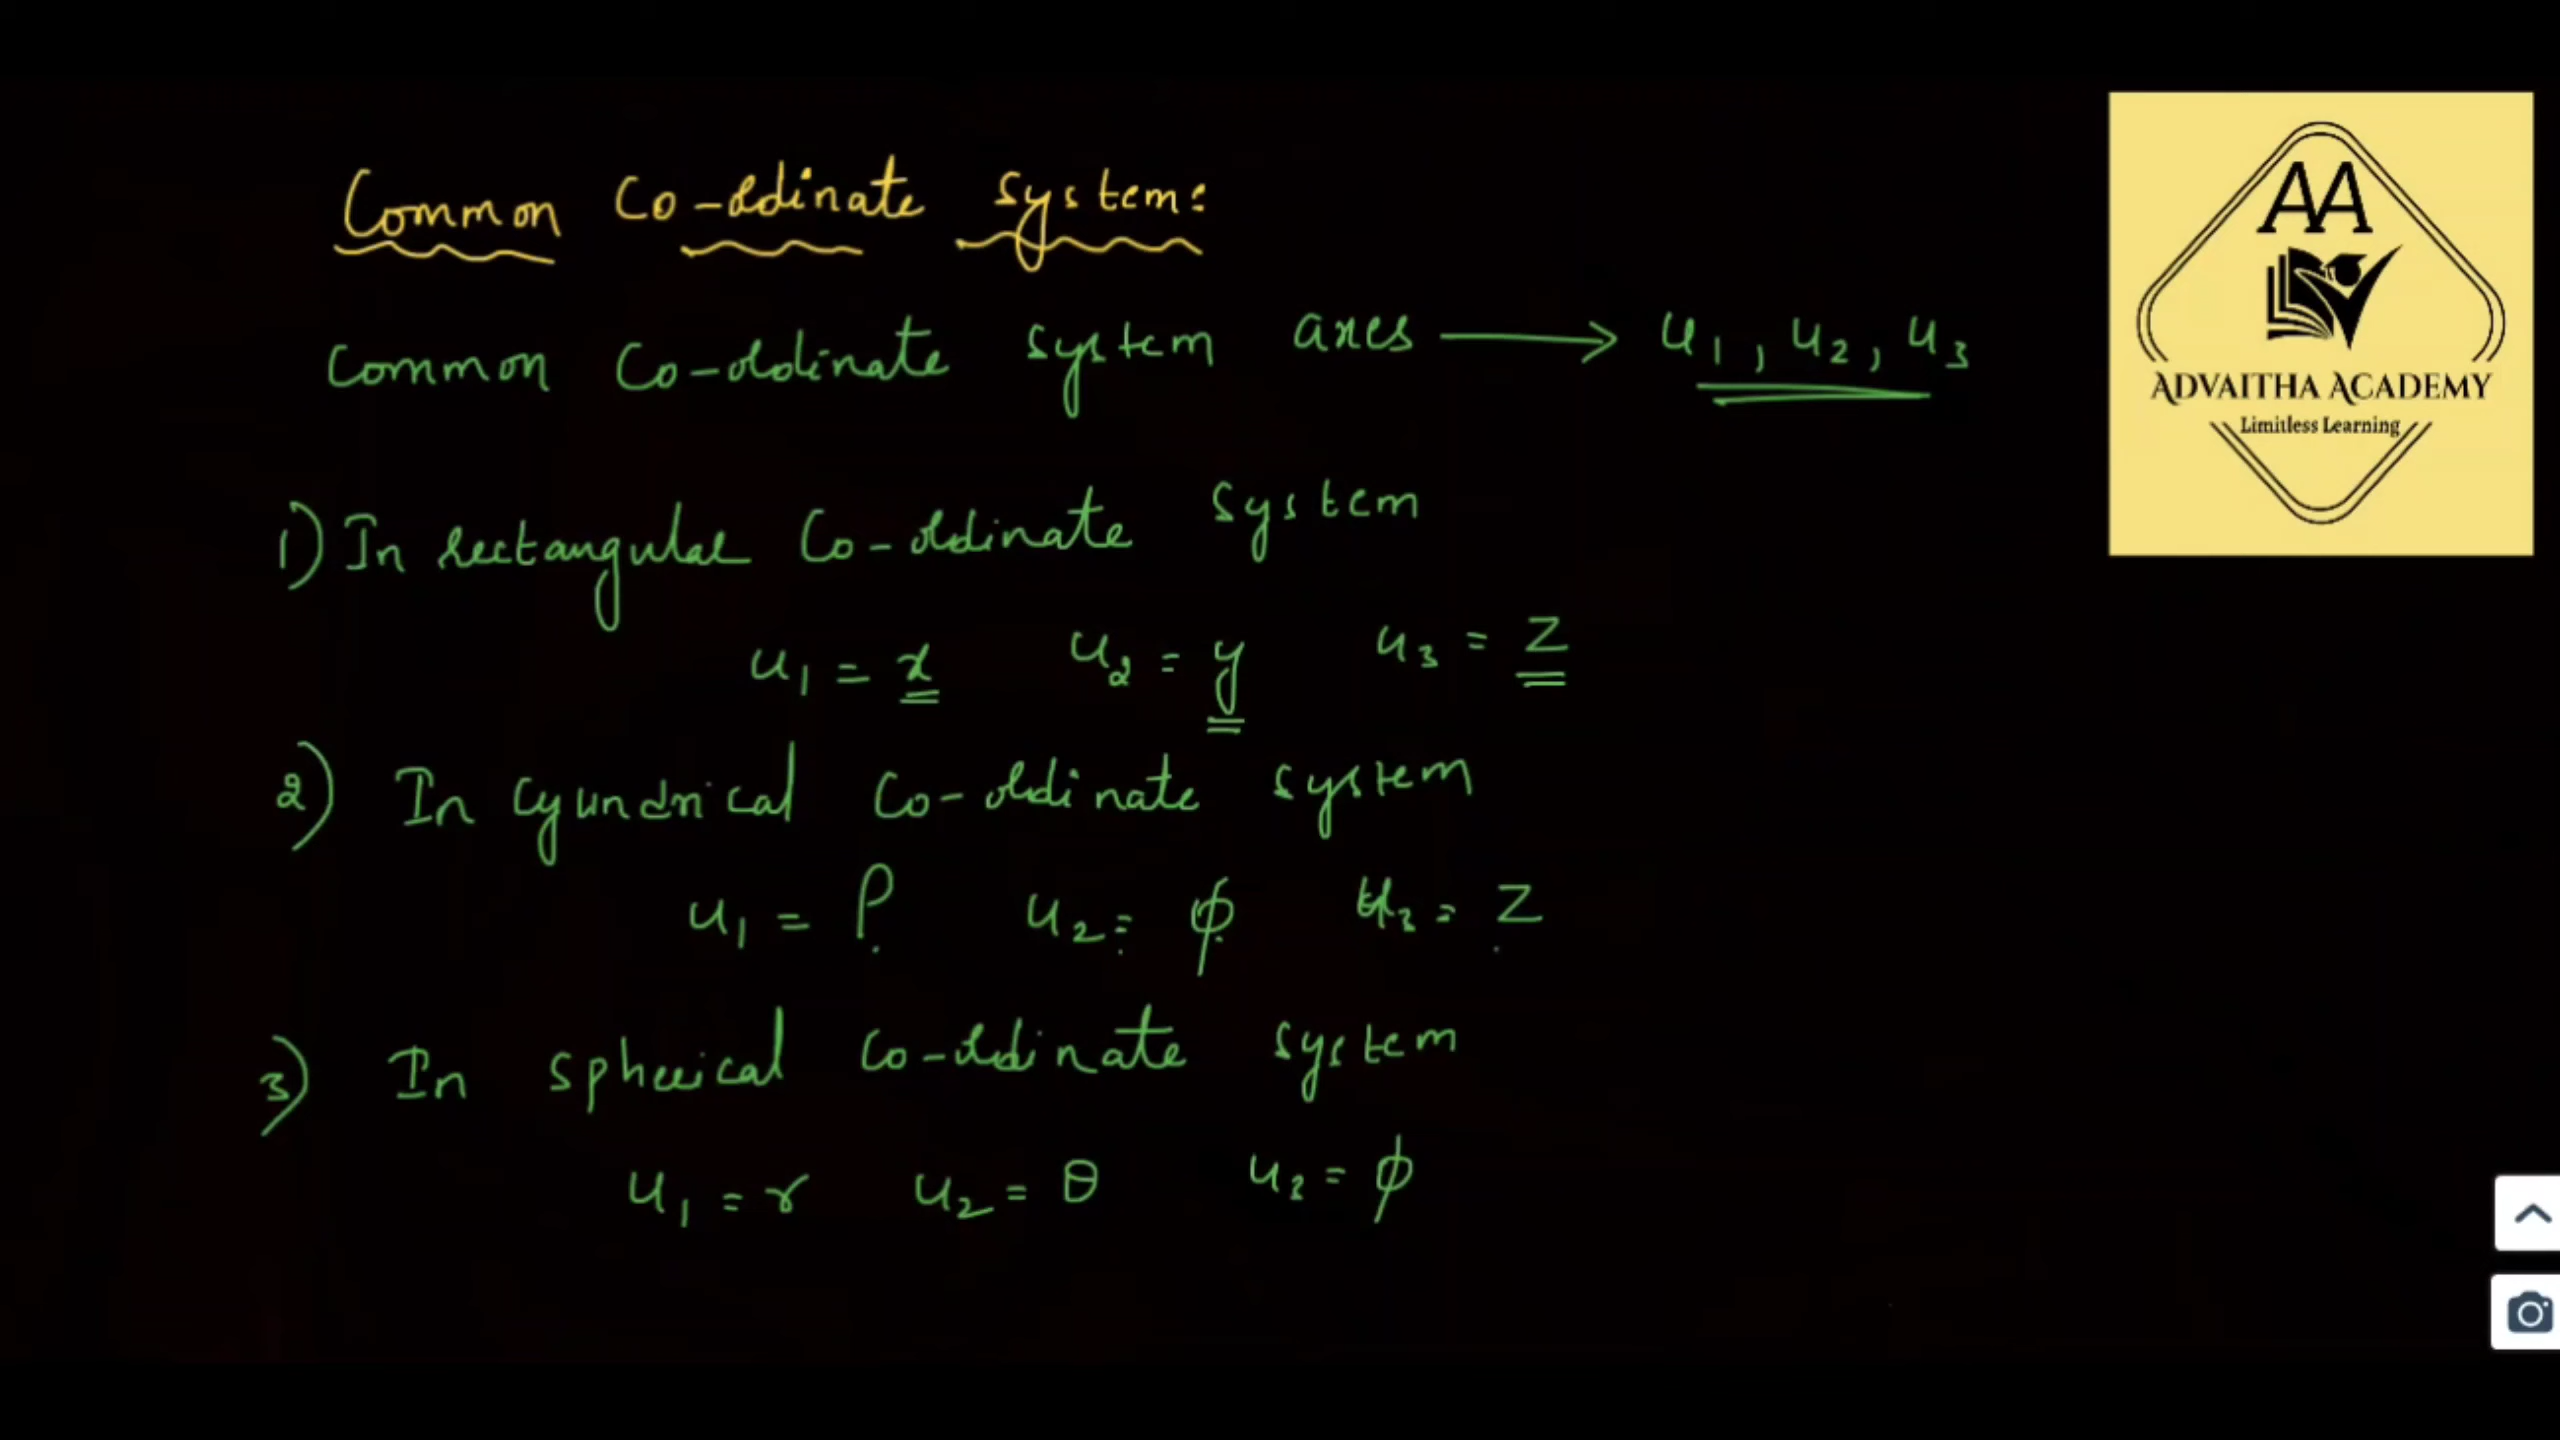 Common Co-ordinate system:
Common Co-ordinate system axes → u₁, u₂, u₃
1) In rectangular Co-ordinate system
u₁ = x u₂ = y u₃ = z
2) In cylindrical Co-ordinate system
u₁ = ρ u₂ = φ u₃ = z
3) In spherical Co-ordinate system
u₁ = r u₂ = θ u₃ = φ
AA
ADVAITHA ACADEMY
Limitless Learning